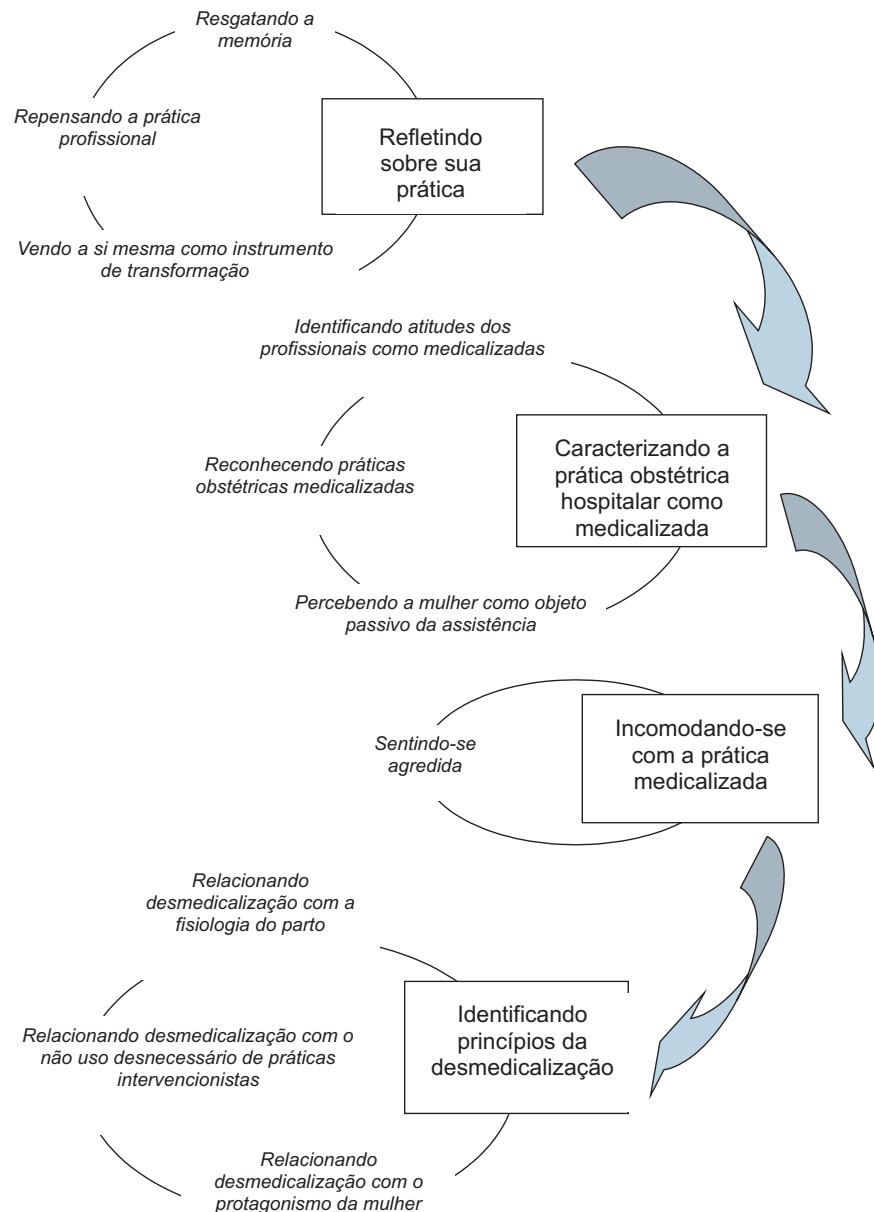 Resgatando a
memória
Repensando a prática
profissional
Refletindo
sobre sua
prática
Vendo a si mesma como instrumento
de transformação
Identificando atitudes dos
profissionais como medicalizadas
Reconhecendo práticas
obstétricas medicalizadas
Caracterizando a
prática obstétrica
hospitalar como
medicalizada
Percebendo a mulher como objeto
passivo da assistência
Sentindo-se
agredida
Incomodando-se
com a prática
medicalizada
Relacionando
desmedicalização com a
fisiologia do parto
Relacionando desmedicalização com o
não uso desnecessário de práticas
intervencionistas
Identificando
princípios da
desmedicalização
Relacionando
desmedicalização com o
protagonismo da mulher